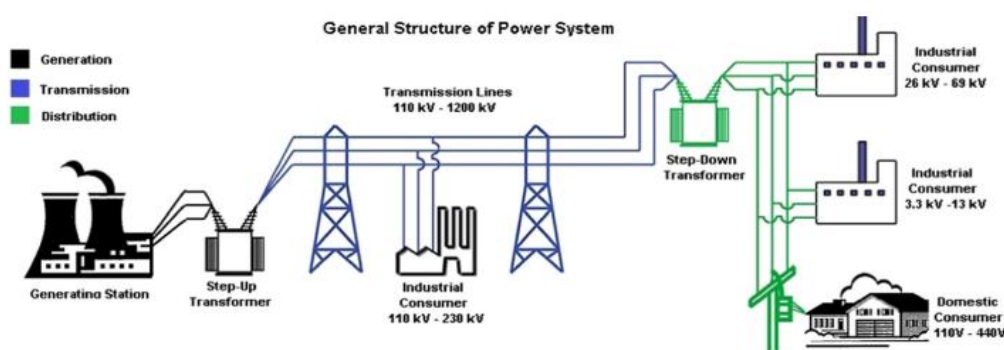 General Structure of Power System
Generation
Transmission
Distribution
Generating Station
Step-Up
Transformer
Transmission Lines
110 kV - 1200 kV
Industrial
Consumer
110 kV - 230 kV
Step-Down
Transformer
Industrial
Consumer
26 kV - 69 kV
Industrial
Consumer
3.3 kV -13 kV
Domestic
Consumer
110V - 440V